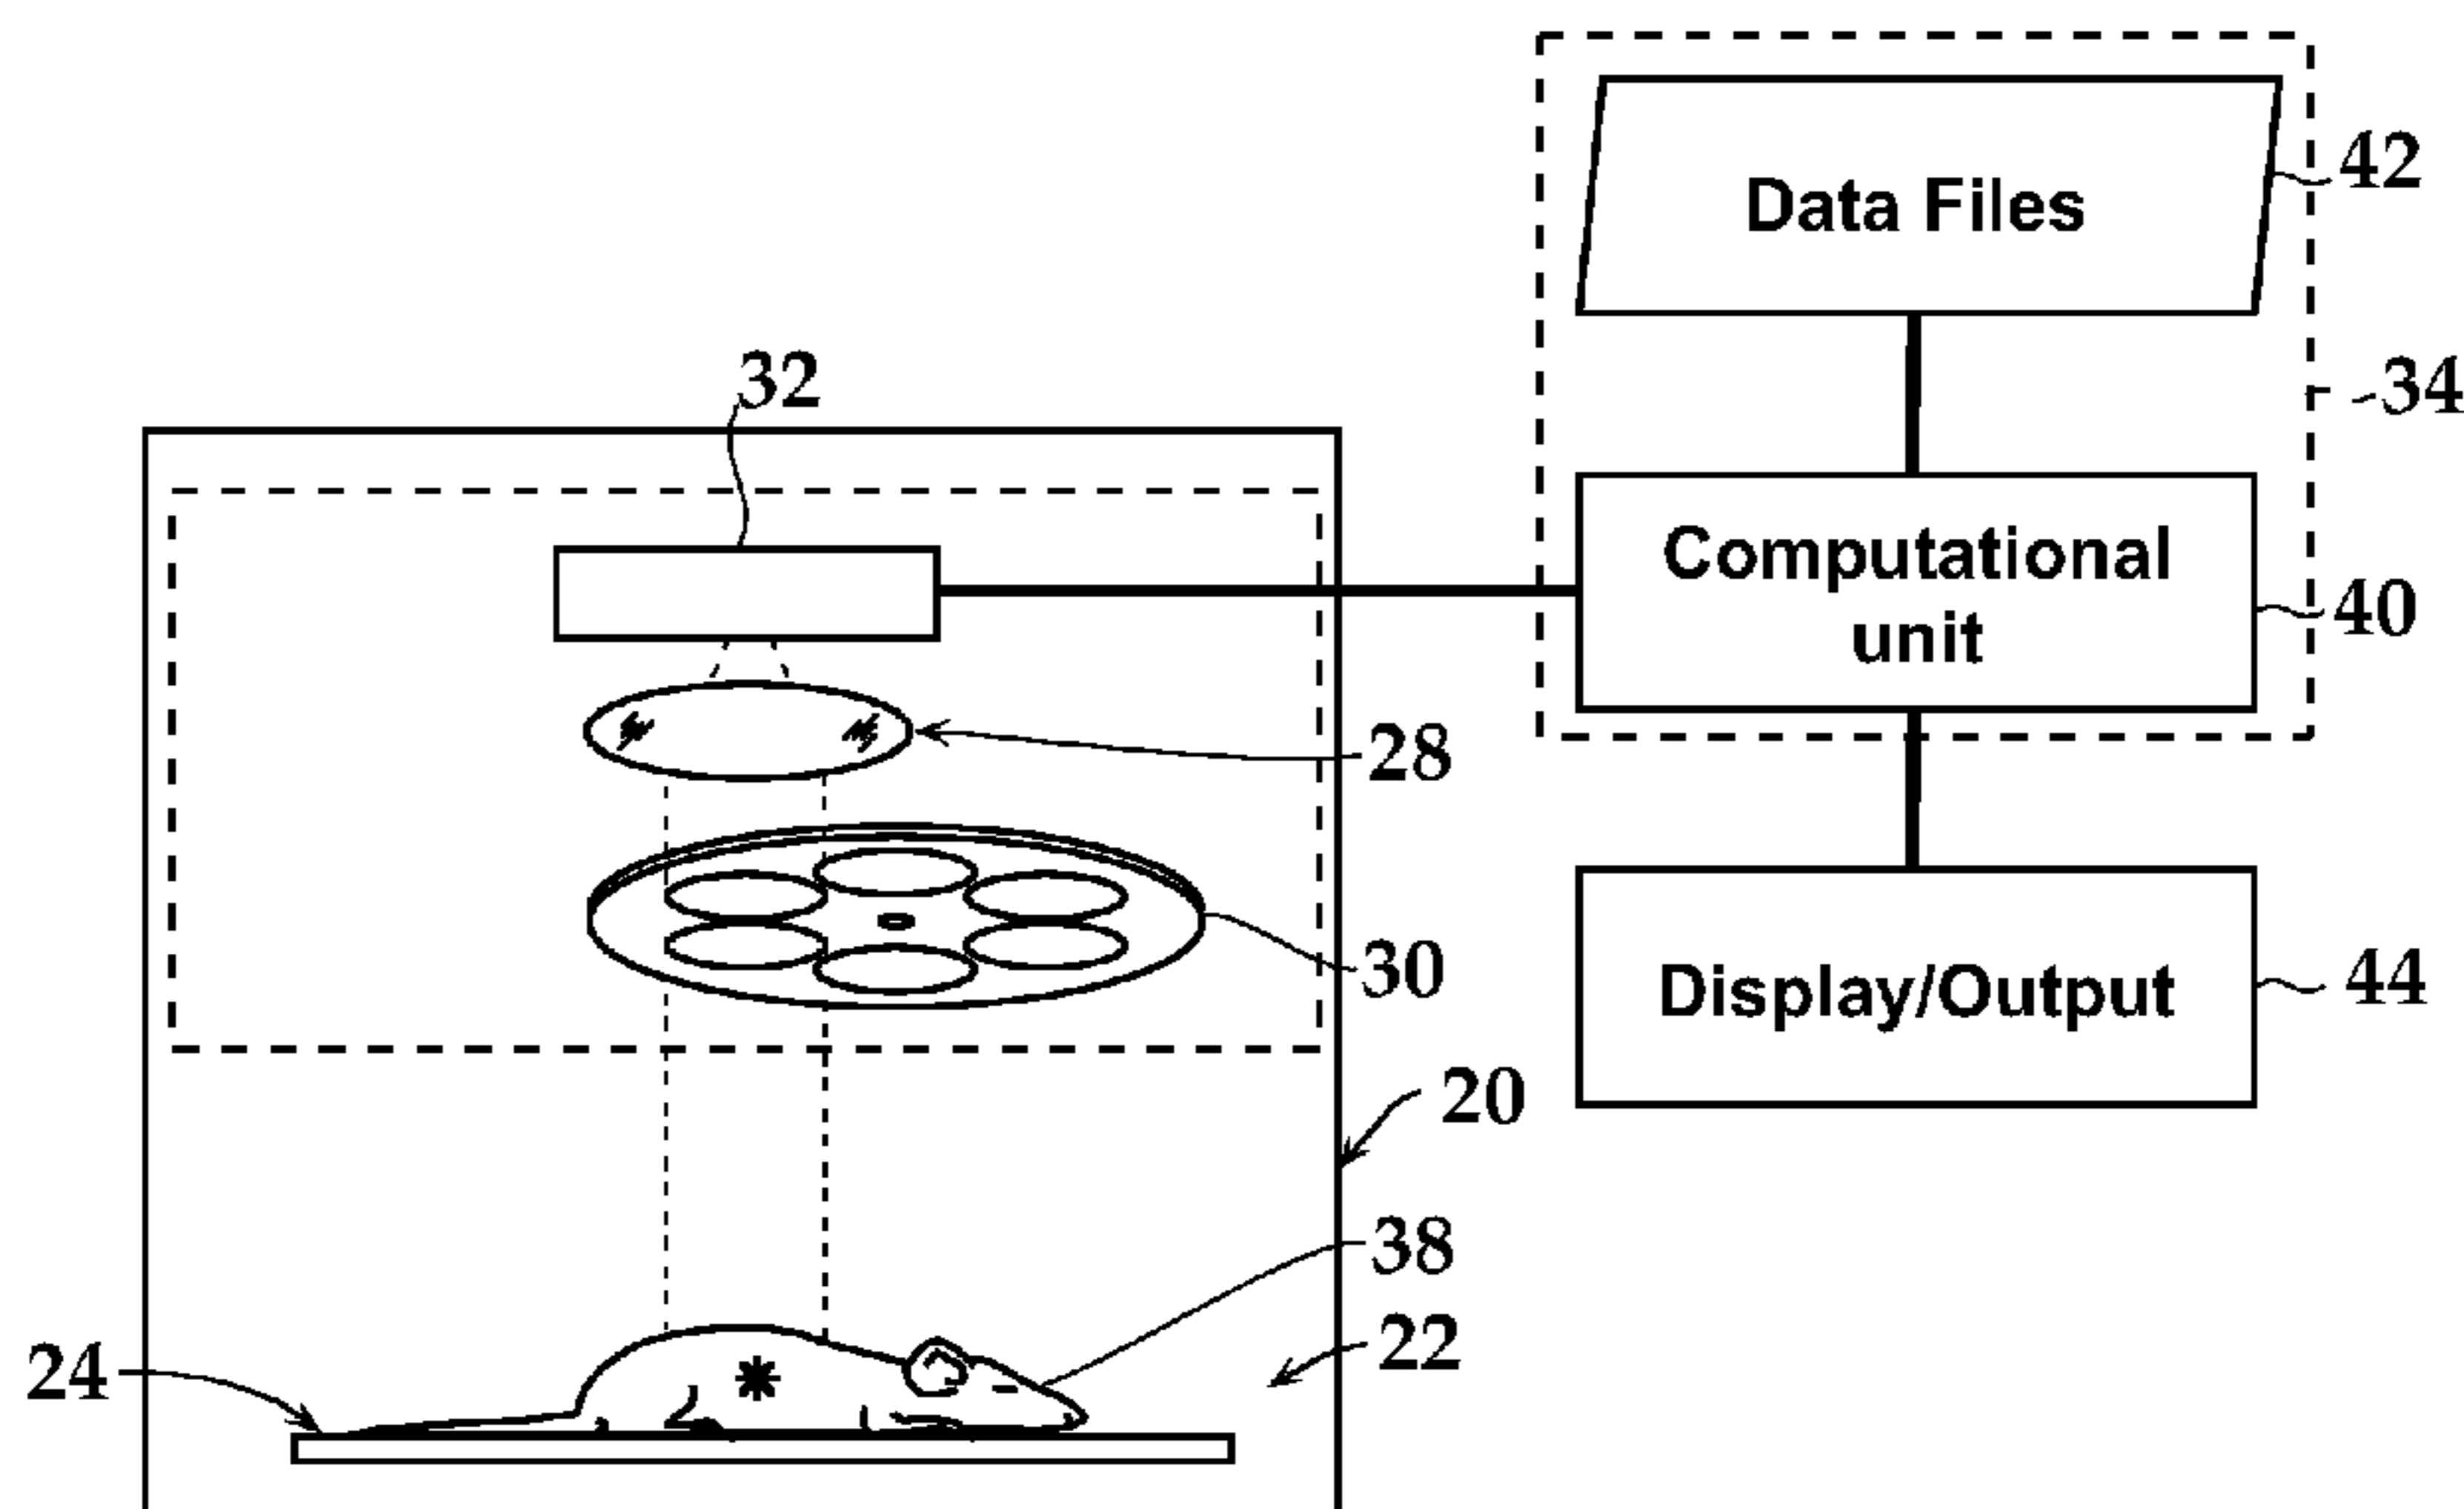 Data Files
42
32
34
Computational
unit
40
28
30
Display/Output
44
20
38
22
24